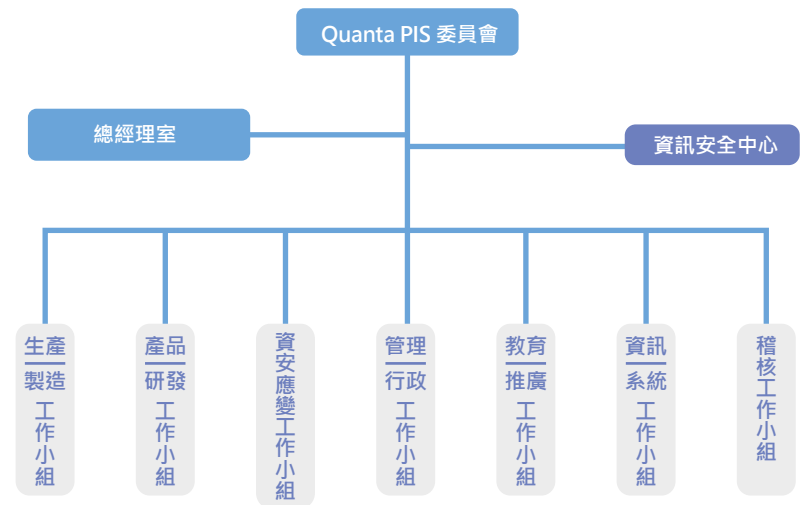 Quanta PIS 委員會
總經理室
資訊安全中心
生產
製造
工作小組
產品
研發
工作小組
資安應變工作小組
管理
行政
工作小組
教育
推廣
工作小組
資訊
系統
工作小組
稽核工作小組